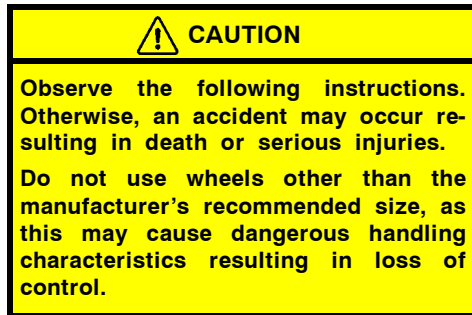 CAUTION
Observe the following instructions.
Otherwise, an accident may occur re-
sulting in death or serious injuries.
Do not use wheels other than the
manufacturer’s recommended size, as
this may cause dangerous handling
characteristics resulting in loss of
control.